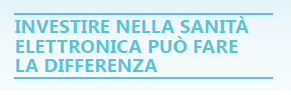 INVESTIRE NELLA SANITÀ
ELETTRONICA PUÒ FARE
LA DIFFERENZA